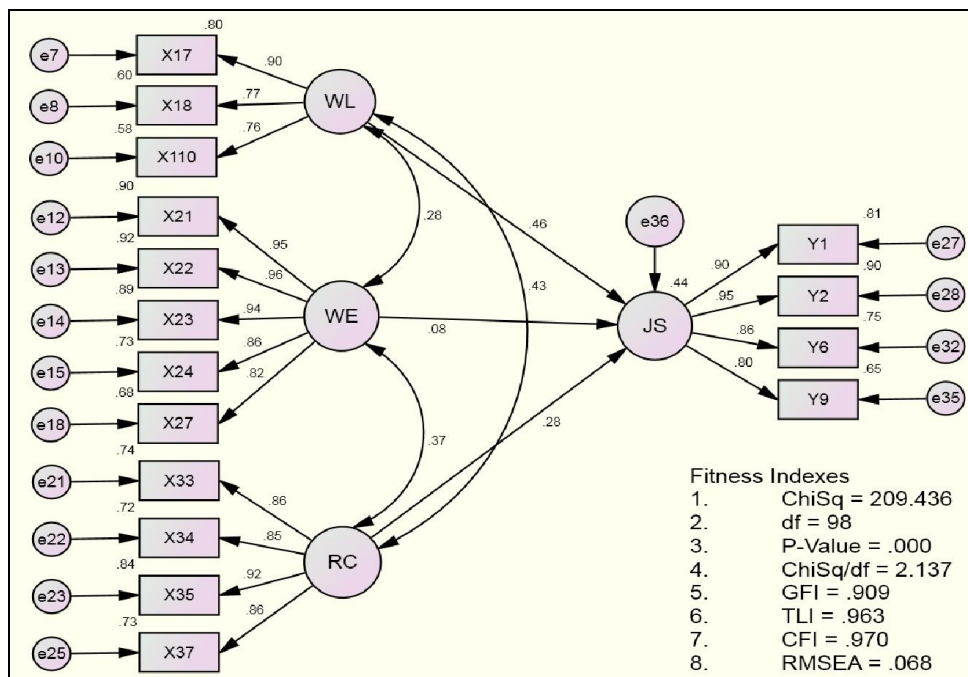 .80
e7
X17
.90
.60
e8
X18
.77
WL
.58
e10
X110
.76
.90
e12
X21
.28
.95
.92
e13
X22
.96
.89
e14
X23
.94
WE
.73
e15
X24
.86
.68
e18
X27
.82
.08
.46
.43
e36
.44
JS
.81
Y1
e27
.90
.90
Y2
e28
.95
.75
Y6
e32
.86
.65
Y9
e35
.80
.74
e21
X33
.86
.37
.28
.72
e22
X34
.85
RC
.84
e23
X35
.92
.73
e25
X37
.86
Fitness Indexes
1. ChiSq = 209.436
2. df = 98
3. P-Value = .000
4. ChiSq/df = 2.137
5. GFI = .909
6. TLI = .963
7. CFI = .970
8. RMSEA = .068